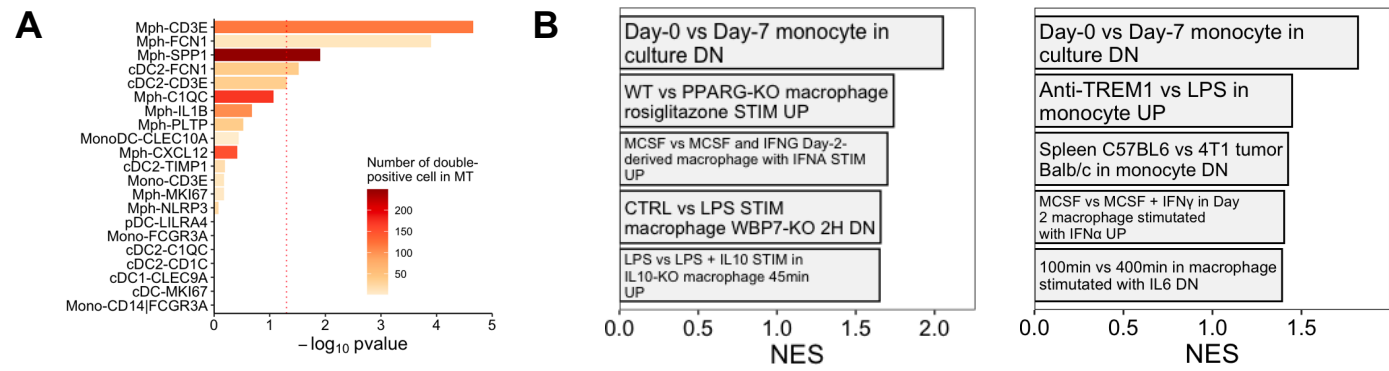 A
Mph-CD3E
Mph-FCN1
Mph-SPP1
cDC2-FCN1
cDC2-CD3E
Mph-C1QC
Mph-IL1B
Mph-PLTP
MonoDC-CLEC10A
Mph-CXCL12
cDC2-TIMP1
Mono-CD3E
Mph-MKI67
Mph-NLRP3
pDC-LILRA4
Mono-FCGR3A
cDC2-C1QC
cDC2-CD1C
cDC1-CLEC9A
cDC-MKI67
Mono-CD14|FCGR3A
0 1 2 3 4 5
−log10 pvalue
Number of double-
positive cell in MT
200
150
100
50
B
Day-0 vs Day-7 monocyte in
culture DN
WT vs PPARG-KO macrophage
rosiglitazone STIM UP
MCSF vs MCSF and IFNG Day-2-
derived macrophage with IFNA STIM
UP
CTRL vs LPS STIM
macrophage WBP7-KO 2H DN
LPS vs LPS + IL10 STIM in
IL10-KO macrophage 45min
UP
0.0 0.5 1.0 1.5 2.0
NES
Day-0 vs Day-7 monocyte in
culture DN
Anti-TREM1 vs LPS in
monocyte UP
Spleen C57BL6 vs 4T1 tumor
Balb/c in monocyte DN
MCSF vs MCSF + IFNγ in Day
2 macrophage stimutated
with IFNα UP
100min vs 400min in macrophage
stimutated with IL6 DN
0.0 0.5 1.0 1.5
NES